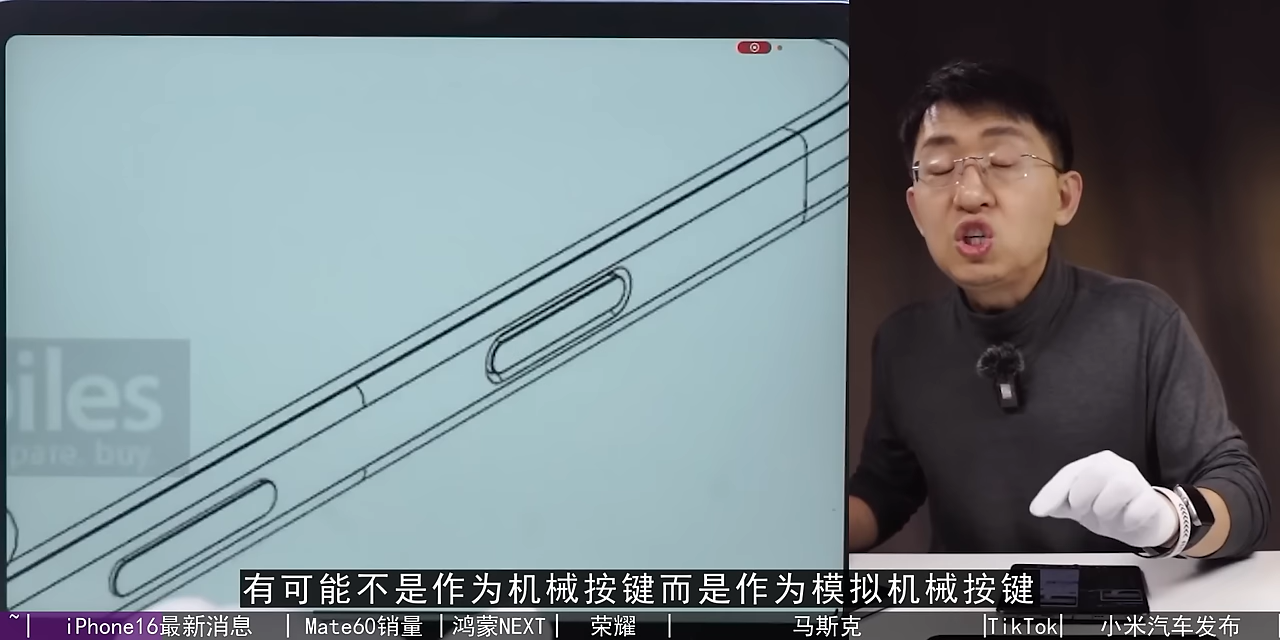 iles
pare. buy
有可能不是作为机械按键而是作为模拟机械按键
~| iPhone16最新消息 | Mate60销量 | 鸿蒙NEXT | 荣耀 | 马斯克 |TikTok| 小米汽车发布